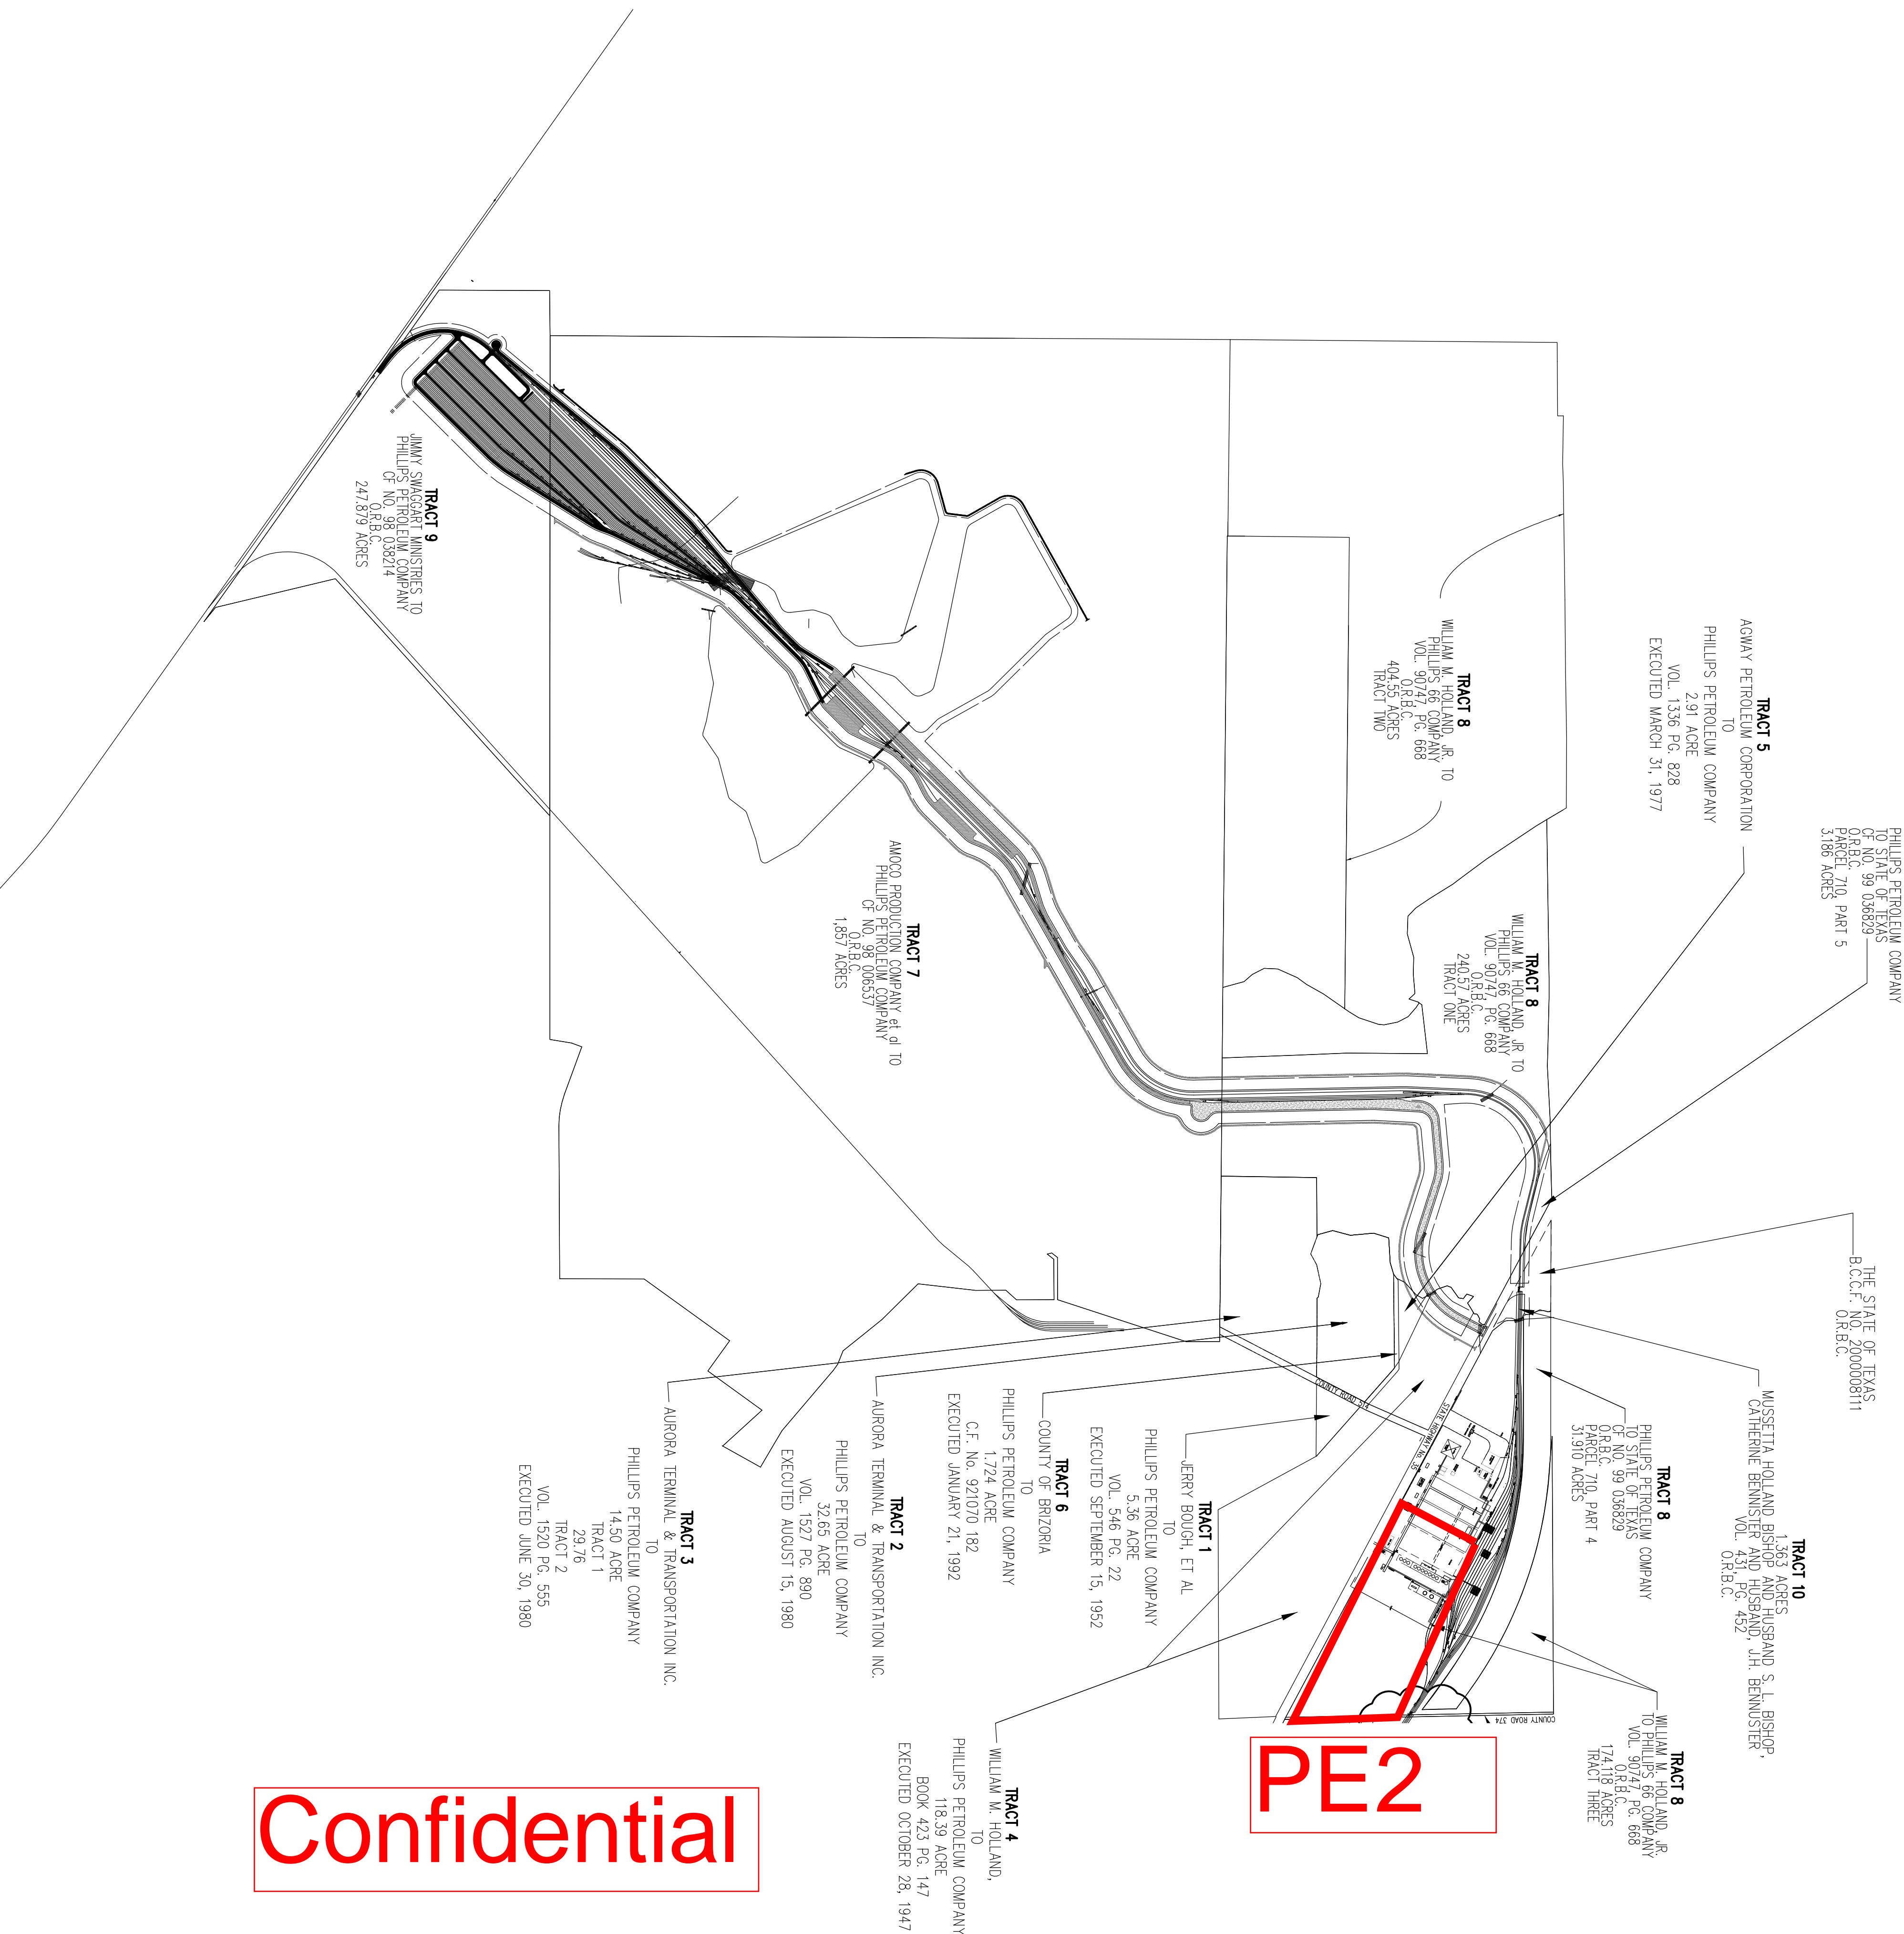 PHILLIPS PETROLEUM COMPANY
TO STATE OF TEXAS
CF NO. 99 036829
O.R.B.C.
PARCEL 710, PART 5
3.186 ACRES
THE STATE OF TEXAS
B.C.C.F. NO. 2000008111
O.R.B.C.
TRACT 10
1.363 ACRES
MUSSETTA HOLLAND BISHOP AND HUSBAND S. L. BISHOP,
CATHERINE BENNISTER AND HUSBAND, J.H. BENNUSTER
VOL. 431, PG. 452
O.R.B.C.
TRACT 5
AGWAY PETROLEUM CORPORATION
TO
PHILLIPS PETROLEUM COMPANY
2.91 ACRE
VOL. 1336 PG. 828
EXECUTED MARCH 31, 1977
TRACT 8
PHILLIPS PETROLEUM COMPANY
TO STATE OF TEXAS
CF NO. 99 036829
O.R.B.C.
PARCEL 710, PART 4
31.910 ACRES
TRACT 8
WILLIAM M. HOLLAND, JR.
TO PHILLIPS 66 COMPANY
VOL. 90747, PG. 668
O.R.B.C.
174.118 ACRES
TRACT THREE
TRACT 8
WILLIAM M. HOLLAND, JR TO
PHILLIPS 66 COMPANY
VOL. 90747, PG. 668
O.R.B.C.
240.57 ACRES
TRACT ONE
TRACT 8
WILLIAM M. HOLLAND, JR. TO
PHILLIPS 66 COMPANY
VOL. 90747, PG. 668
O.R.B.C.
404.55 ACRES
TRACT TWO
COUNTY ROAD 374
STATE HIGHWAY No. 35
COUNTY ROAD 514
PE2
TRACT 1
JERRY BOUGH, ET AL
TO
PHILLIPS PETROLEUM COMPANY
5.36 ACRE
VOL. 546 PG. 22
EXECUTED SEPTEMBER 15, 1952
TRACT 6
COUNTY OF BRIZORIA
TO
PHILLIPS PETROLEUM COMPANY
1.724 ACRE
C.F. No. 921070 182
EXECUTED JANUARY 21, 1992
TRACT 4
WILLIAM M. HOLLAND,
TO
PHILLIPS PETROLEUM COMPANY
118.39 ACRE
BOOK 423 PG. 147
EXECUTED OCTOBER 28, 1947
TRACT 7
AMOCO PRODUCTION COMPANY et al TO
PHILLIPS PETROLEUM COMPANY
CF NO. 98 006537
O.R.B.C.
1,857 ACRES
TRACT 2
AURORA TERMINAL & TRANSPORTATION INC.
TO
PHILLIPS PETROLEUM COMPANY
32.65 ACRE
VOL. 1527 PG. 890
EXECUTED AUGUST 15, 1980
TRACT 3
AURORA TERMINAL & TRANSPORTATION INC.
TO
PHILLIPS PETROLEUM COMPANY
14.50 ACRE
TRACT 1
29.76
TRACT 2
VOL. 1520 PG. 555
EXECUTED JUNE 30, 1980
TRACT 9
JIMMY SWAGGART MINISTRIES TO
PHILLIPS PETROLEUM COMPANY
CF NO. 98 038214
O.R.B.C.
247.879 ACRES
Confidential